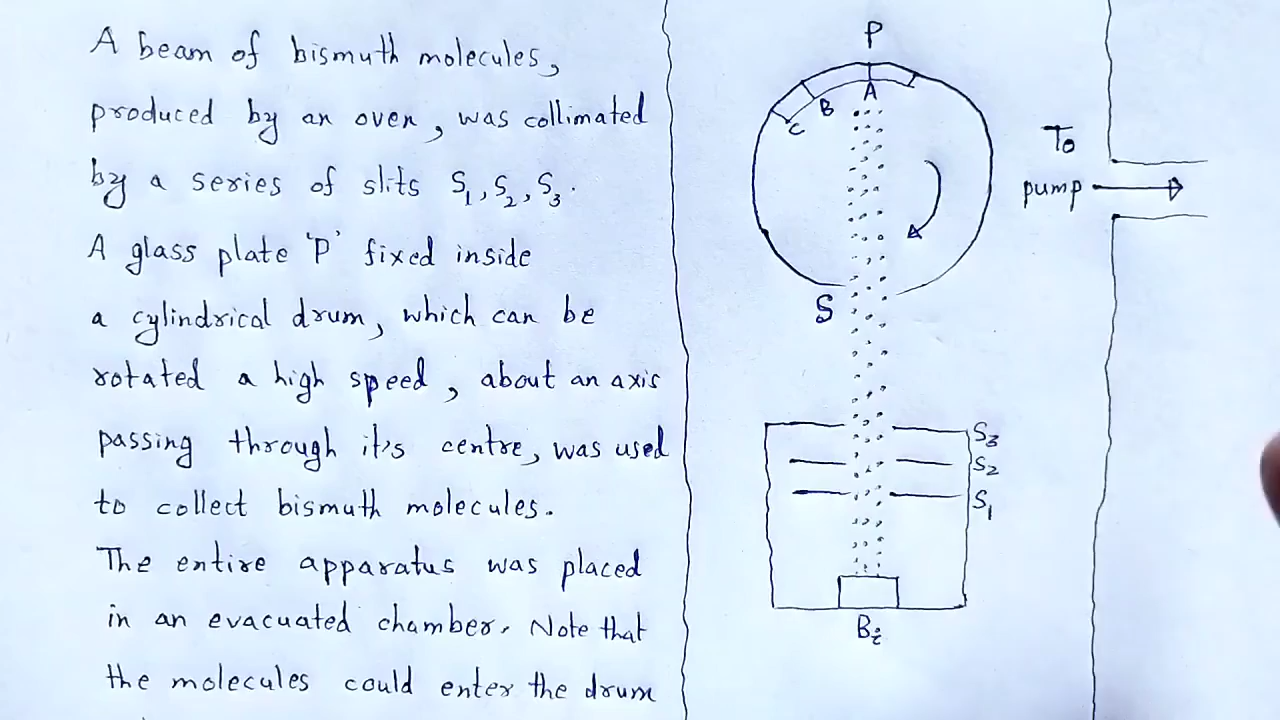 A beam of bismuth molecules,
produced by an oven, was collimated
by a series of slits S₁, S₂, S₃.
A glass plate 'P' fixed inside
a cylindrical drum, which can be
rotated a high speed, about an axis
passing through it's centre, was used
to collect bismuth molecules.
The entire apparatus was placed
in an evacuated chamber. Note that
the molecules could enter the drum
P
A
B
C
To
pump
S
S₃
S₂
S₁
Bi